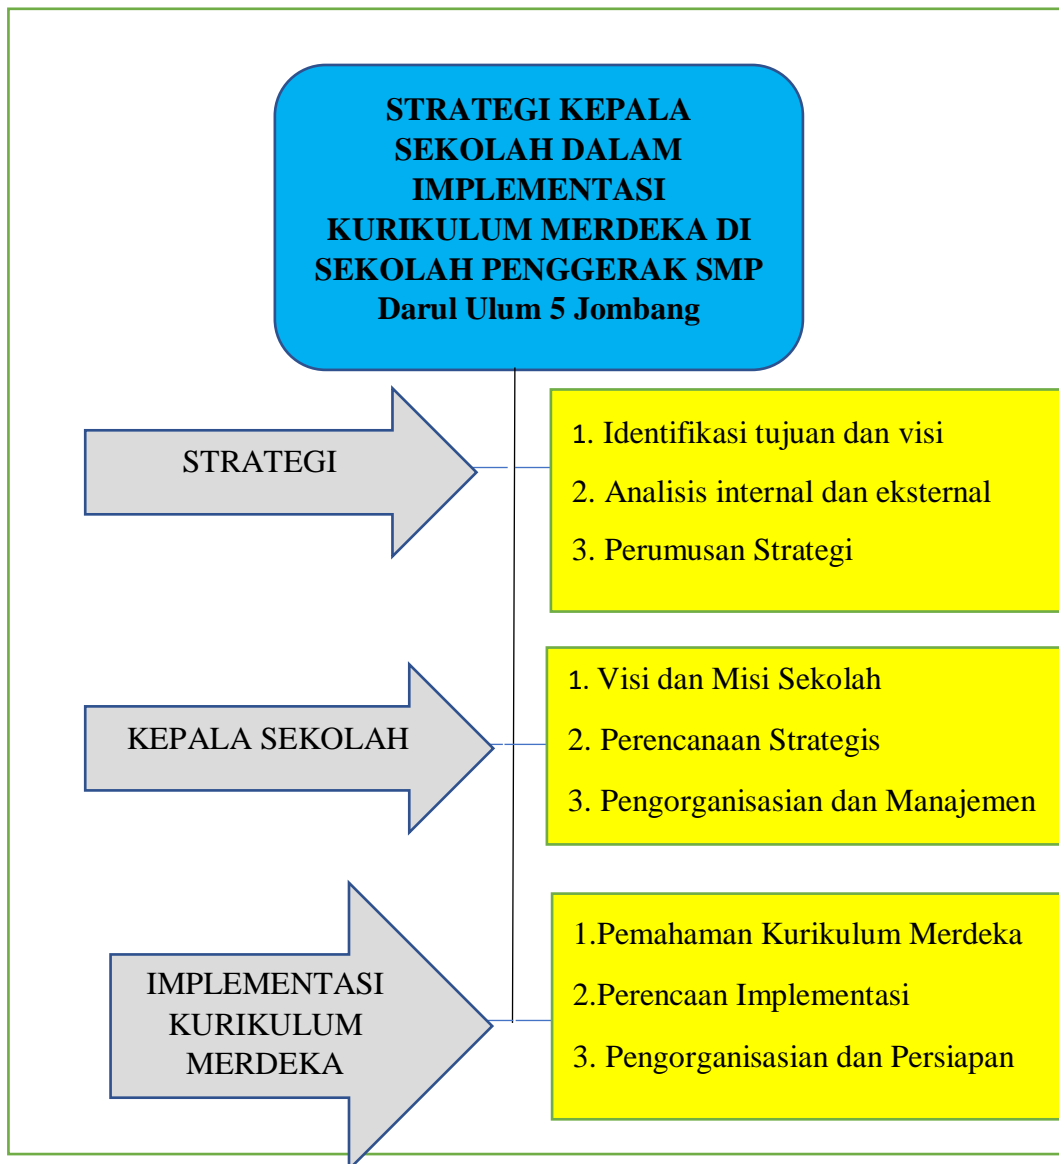 STRATEGI KEPALA
SEKOLAH DALAM
IMPLEMENTASI
KURIKULUM MERDEKA DI
SEKOLAH PENGGERAK SMP
Darul Ulum 5 Jombang
STRATEGI
1. Identifikasi tujuan dan visi
2. Analisis internal dan eksternal
3. Perumusan Strategi
KEPALA SEKOLAH
1. Visi dan Misi Sekolah
2. Perencanaan Strategis
3. Pengorganisasian dan Manajemen
IMPLEMENTASI
KURIKULUM
MERDEKA
1.Pemahaman Kurikulum Merdeka
2.Perencaan Implementasi
3. Pengorganisasian dan Persiapan